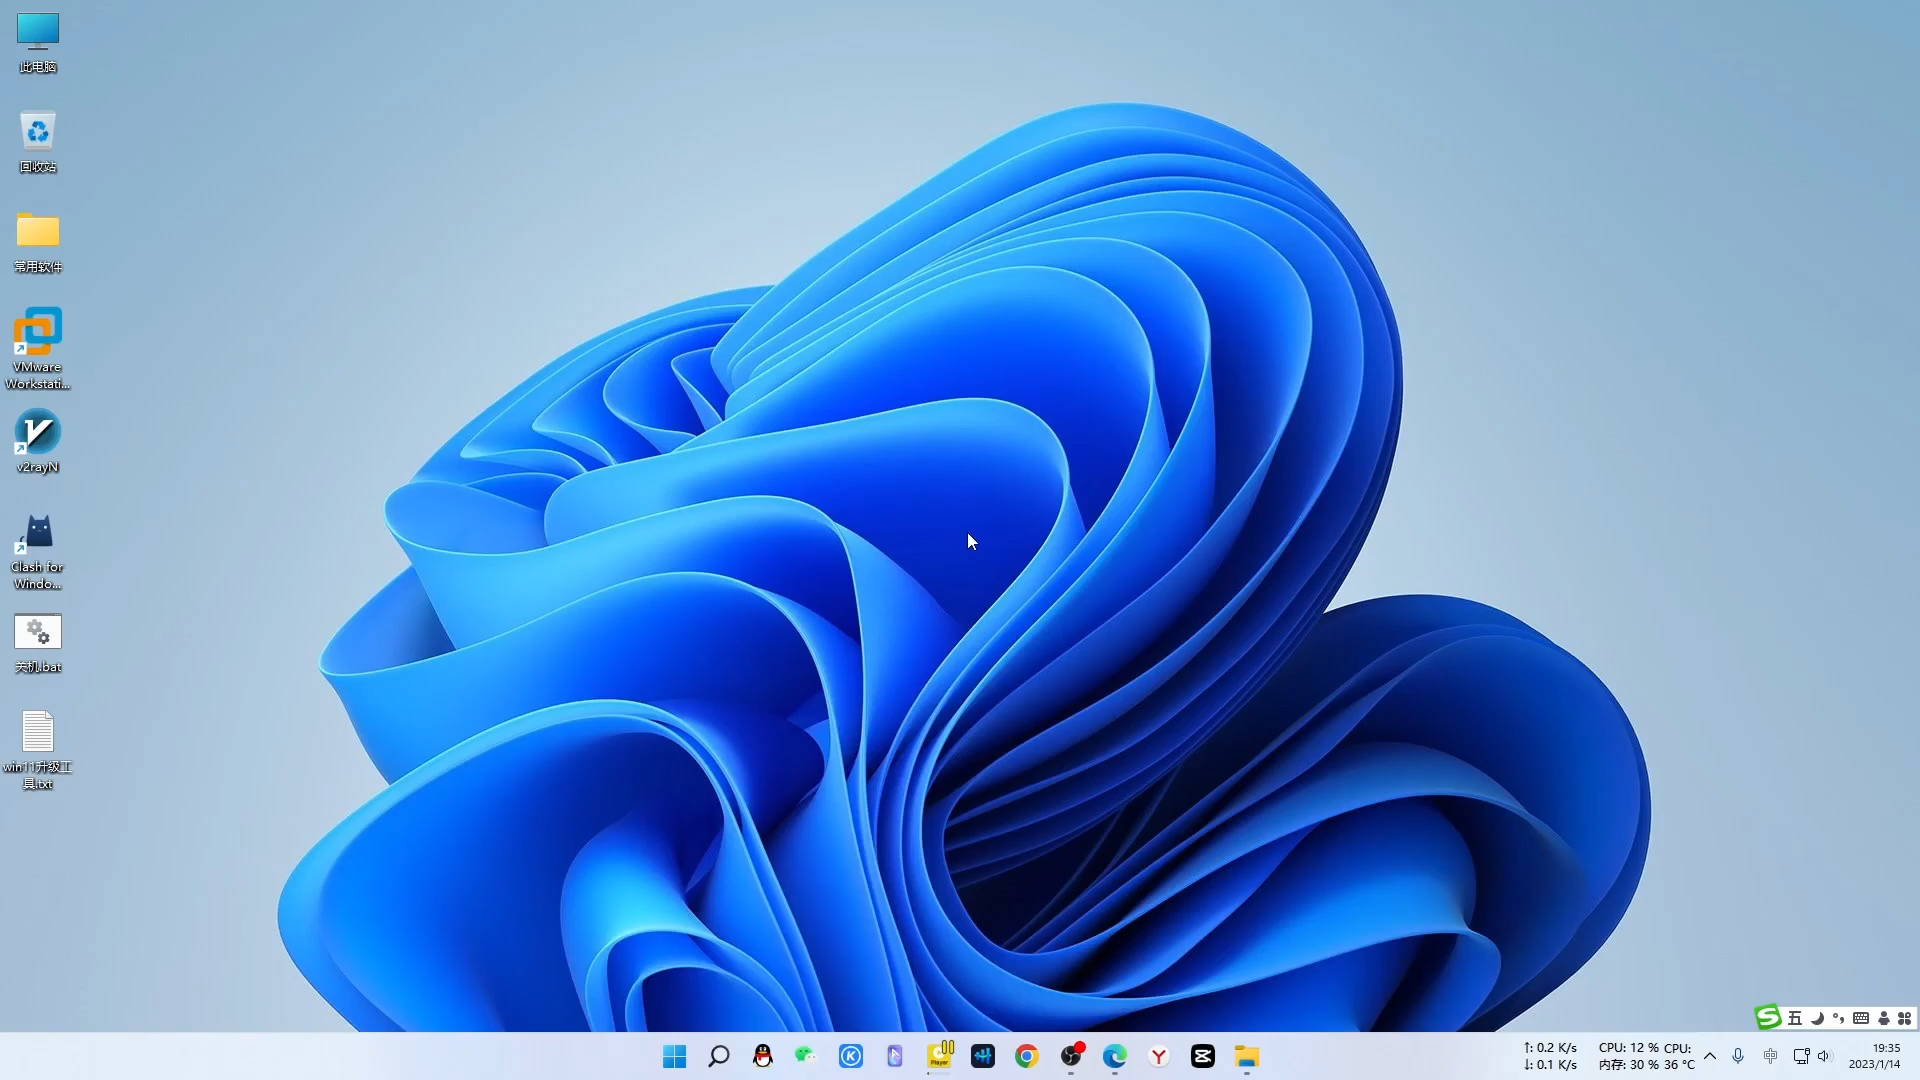 此电脑
回收站
常用软件
VMware
Workstati...
v2rayN
Clash for
Windo...
关机.bat
win11升级工
具.txt
五
Player
↑: 0.2 K/s
↓: 0.1 K/s
CPU: 12 % CPU:
内存: 30 % 36 °C
中
19:35
2023/1/14